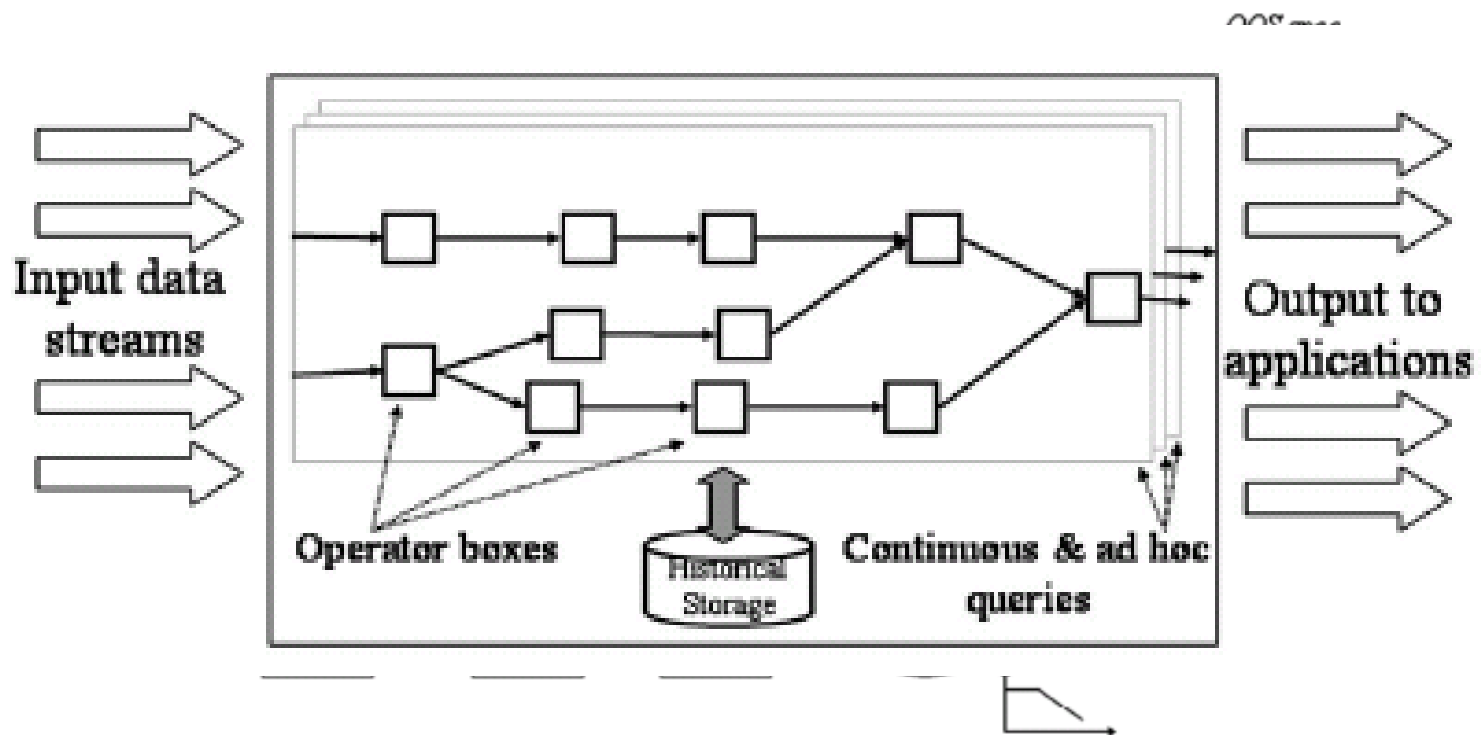 Input data
streams
Output to
applications
Operator boxes
Historical
Storage
Continuous & ad hoc
queries